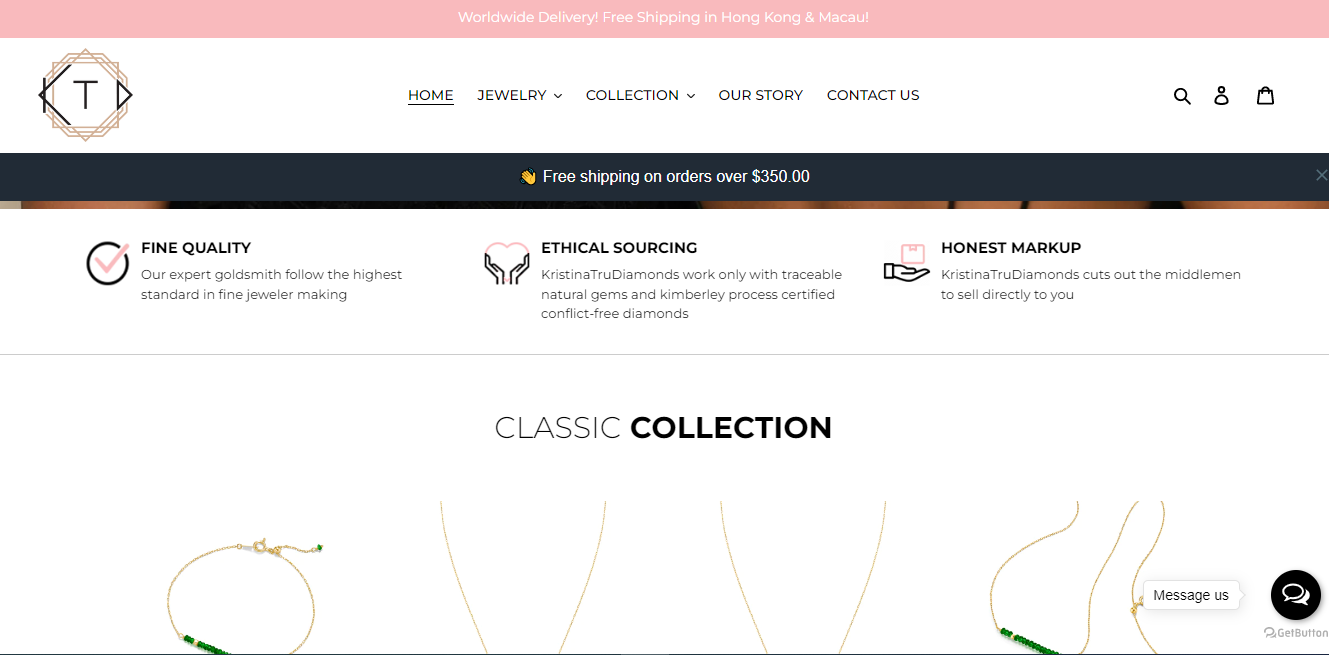 Worldwide Delivery! Free Shipping in Hong Kong & Macau!
KTD
HOME JEWELRY COLLECTION OUR STORY CONTACT US
👋 Free shipping on orders over $350.00
FINE QUALITY
Our expert goldsmith follow the highest
standard in fine jeweler making
ETHICAL SOURCING
KristinaTruDiamonds work only with traceable
natural gems and kimberley process certified
conflict-free diamonds
HONEST MARKUP
KristinaTruDiamonds cuts out the middlemen
to sell directly to you
CLASSIC COLLECTION
Message us
GetButton